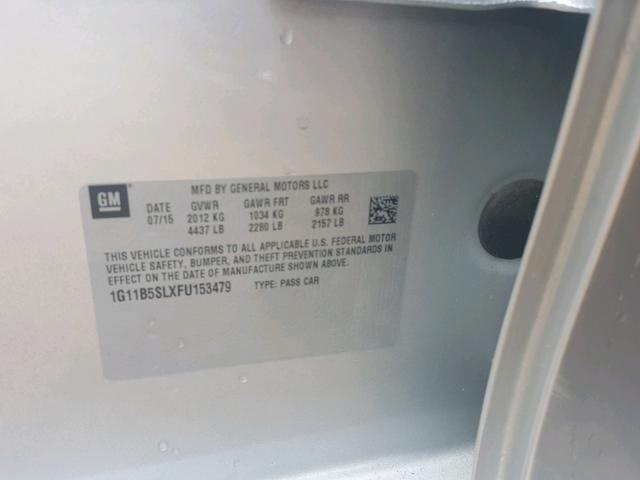 GM
MFD BY GENERAL MOTORS LLC
DATE GVWR GAWR FRT GAWR RR
07/15 2012 KG 1034 KG 978 KG
4437 LB 2280 LB 2157 LB
THIS VEHICLE CONFORMS TO ALL APPLICABLE U.S. FEDERAL MOTOR
VEHICLE SAFETY, BUMPER, AND THEFT PREVENTION STANDARDS IN
EFFECT ON THE DATE OF MANUFACTURE SHOWN ABOVE.
1G11B5SLXFU153479 TYPE: PASS CAR